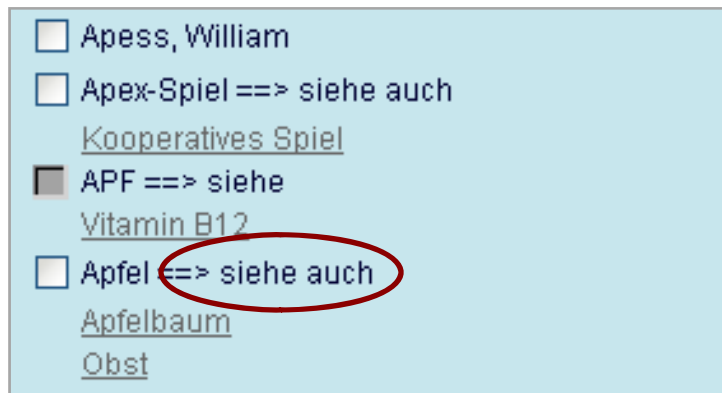 Apess, William
Apex-Spiel ==> siehe auch
Kooperatives Spiel
APF ==> siehe
Vitamin B12
Apfel ==> siehe auch
Apfelbaum
Obst